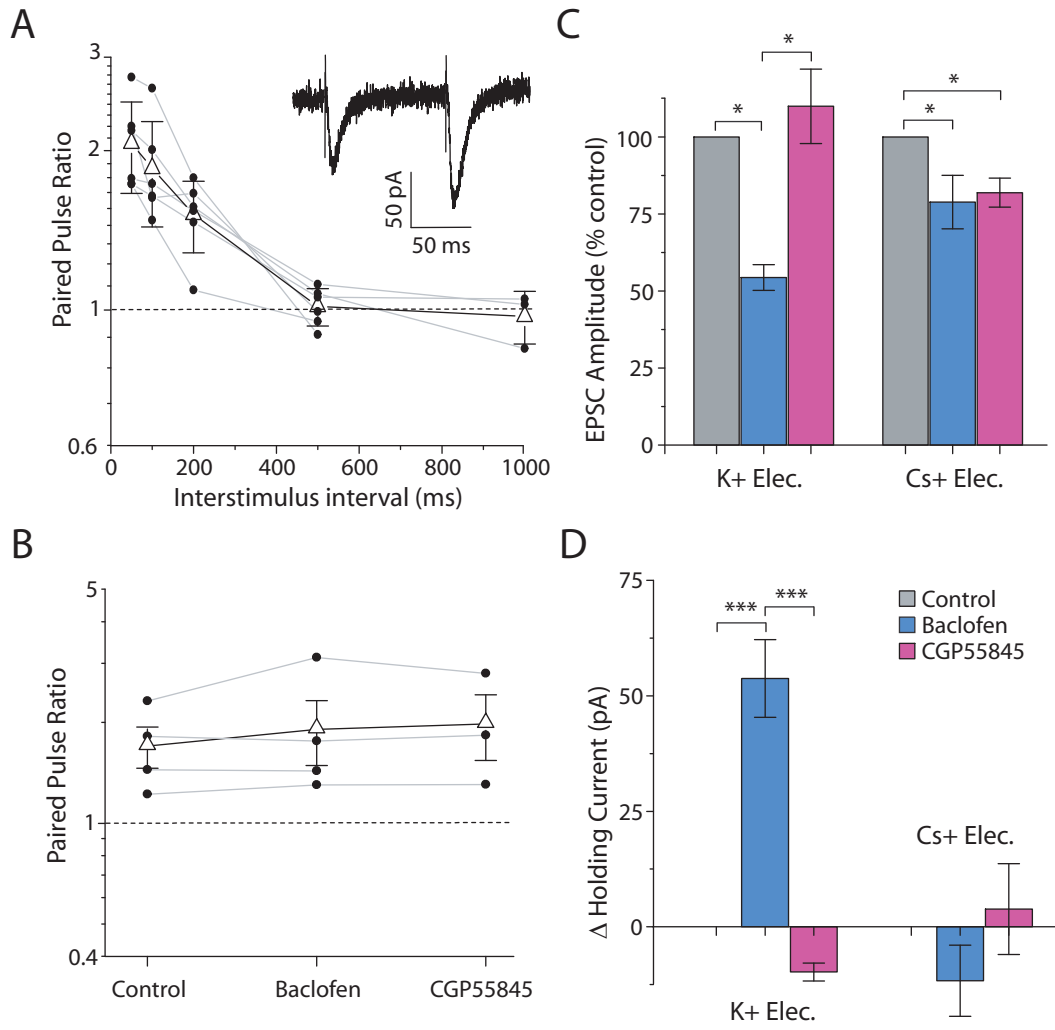 A
3
2
1
0.6
Paired Pulse Ratio
50 pA
50 ms
0 200 400 600 800 1000
Interstimulus interval (ms)
B
5
1
0.4
Paired Pulse Ratio
Control Baclofen CGP55845
C
* * * *
100
75
50
25
0
EPSC Amplitude (% control)
K+ Elec. Cs+ Elec.
D
75
50
25
0
Δ Holding Current (pA)
*** ***
Control
Baclofen
CGP55845
Cs+ Elec.
K+ Elec.